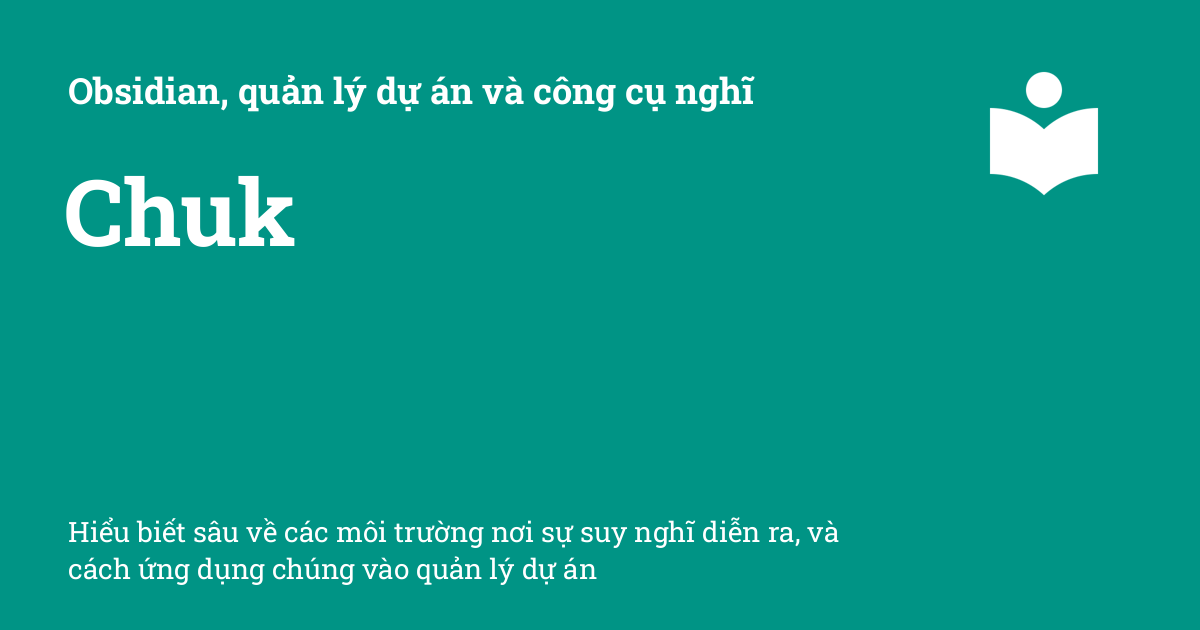 Obsidian, quản lý dự án và công cụ nghĩ
Chuk
Hiểu biết sâu về các môi trường nơi sự suy nghĩ diễn ra, và
cách ứng dụng chúng vào quản lý dự án